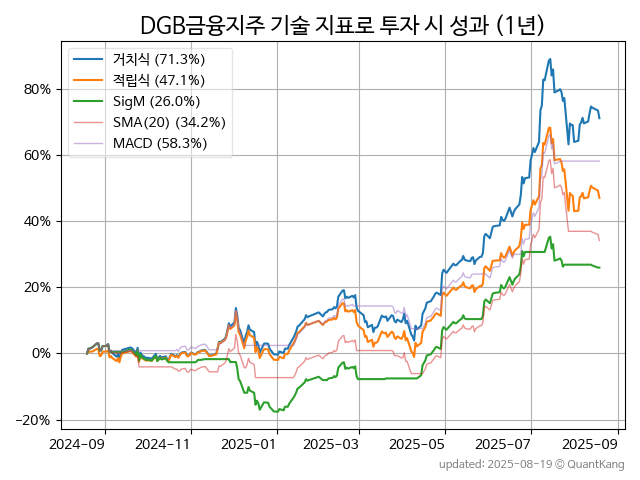 DGB금융지주 기술 지표로 투자 시 성과 (1년)
거치식 (71.3%)
적립식 (47.1%)
SigM (26.0%)
SMA(20) (34.2%)
MACD (58.3%)
80%
60%
40%
20%
0%
−20%
2024-09 2024-11 2025-01 2025-03 2025-05 2025-07 2025-09
updated: 2025-08-19 © QuantKang